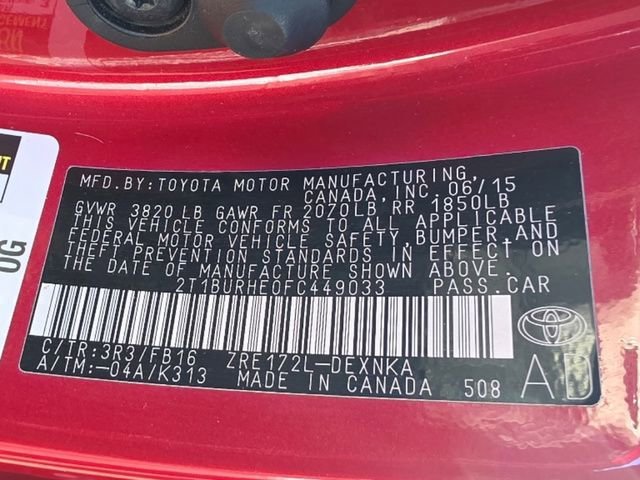 MFD.BY:TOYOTA MOTOR MANUFACTURING,
CANADA,INC. 06/15
GVWR 3820LB GAWR FR 2070LB,RR 1850LB
THIS VEHICLE CONFORMS TO ALL APPLICABLE
FEDERAL MOTOR VEHICLE SAFETY,BUMPER AND
THEFT PREVENTION STANDARDS IN EFFECT ON
THE DATE OF MANUFACTURE SHOWN ABOVE.
2T1BURHE0FC449033 PASS.CAR
C/TR:3R3/FB16 ZRE172L-DEXNKA
A/TM:-04A/K313 MADE IN CANADA 508
AD
OG